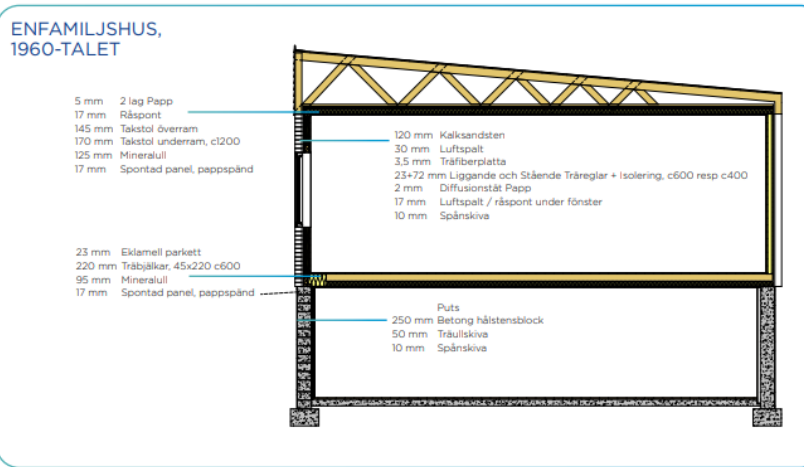 ENFAMILJSHUS,
1960-TALET
5 mm 2 lag Papp
17 mm Råspont
145 mm Takstol överram
170 mm Takstol underram, c1200
125 mm Mineralull
17 mm Spontad panel, pappspänd
120 mm Kalksandsten
30 mm Luftspalt
3,5 mm Träfiberplatta
23+72 mm Liggande och Stående Träreglar + Isolering, c600 resp c400
2 mm Diffusionstät Papp
17 mm Luftspalt / råspont under fönster
10 mm Spånskiva
23 mm Eklamell parkett
220 mm Träbjälkar, 45x220 c600
95 mm Mineralull
17 mm Spontad panel, pappspänd
Puts
250 mm Betong hålstensblock
50 mm Träullskiva
10 mm Spånskiva